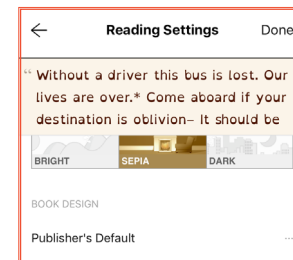 Reading Settings Done
“ Without a driver this bus is lost. Our
lives are over.* Come aboard if your
destination is oblivion– It should be
BRIGHT SEPIA DARK
BOOK DESIGN
Publisher's Default ...